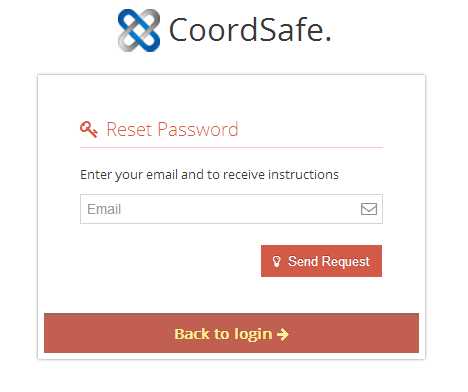 CoordSafe.
Reset Password
Enter your email and to receive instructions
Email
Send Request
Back to login